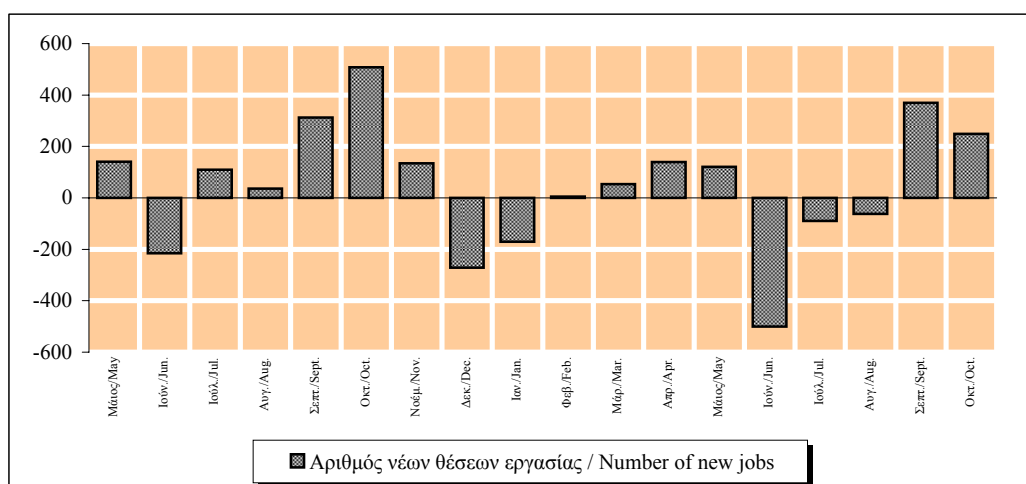 600
400
200
0
-200
-400
-600
Μάιος/May
Ιούν./Jun.
Ιούλ./Jul.
Αυγ./Aug.
Σεπτ./Sept.
Οκτ./Oct.
Νοέμ./Nov.
Δεκ./Dec.
Ιαν./Jan.
Φεβ./Feb.
Μάρ./Mar.
Απρ./Apr.
Μάιος/May
Ιούν./Jun.
Ιούλ./Jul.
Αυγ./Aug.
Σεπτ./Sept.
Οκτ./Oct.
Αριθμός νέων θέσεων εργασίας / Number of new jobs